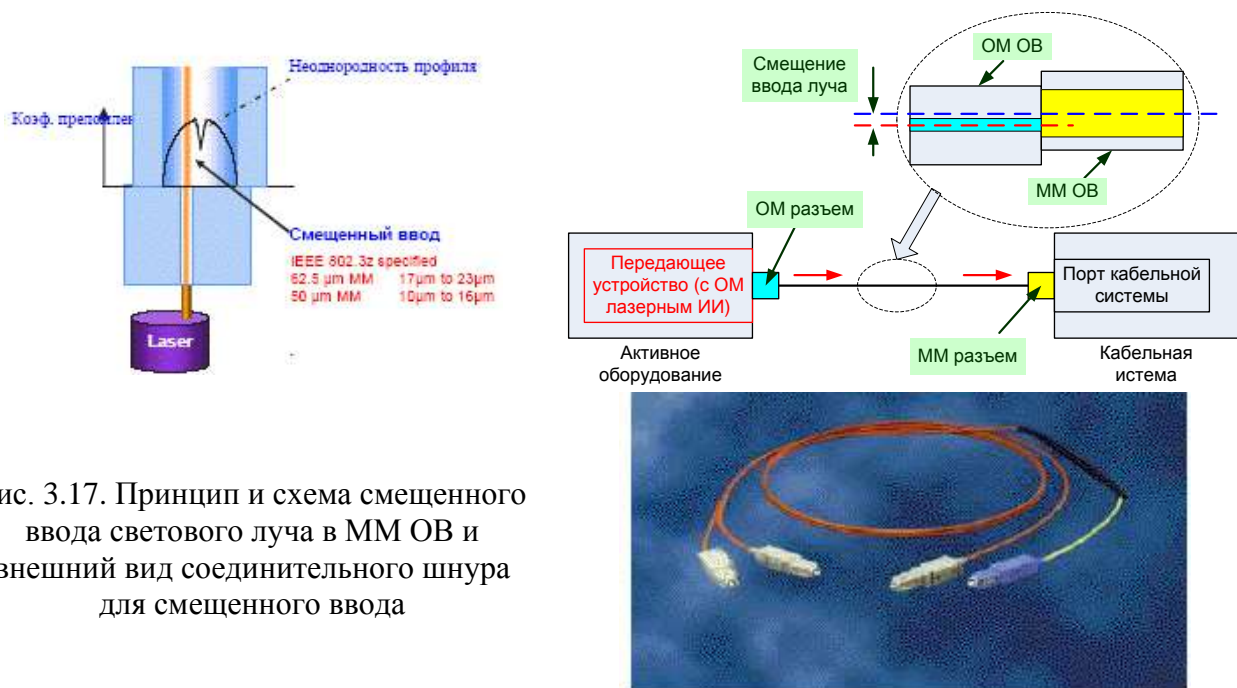 Неоднородность профиля
Коэф. преломлен
Смещенный ввод
IEEE 802.3z specified
62.5 µm MM 17µm to 23µm
50 µm MM 10µm to 16µm
Laser
ОМ ОВ
Смещение
ввода луча
ММ ОВ
ОМ разъем
Передающее
устройство (с ОМ
лазерным ИИ)
Порт кабельной
системы
Активное
оборудование
ММ разъем
Кабельная
истема
ис. 3.17. Принцип и схема смещенного
ввода светового луча в ММ ОВ и
внешний вид соединительного шнура
для смещенного ввода